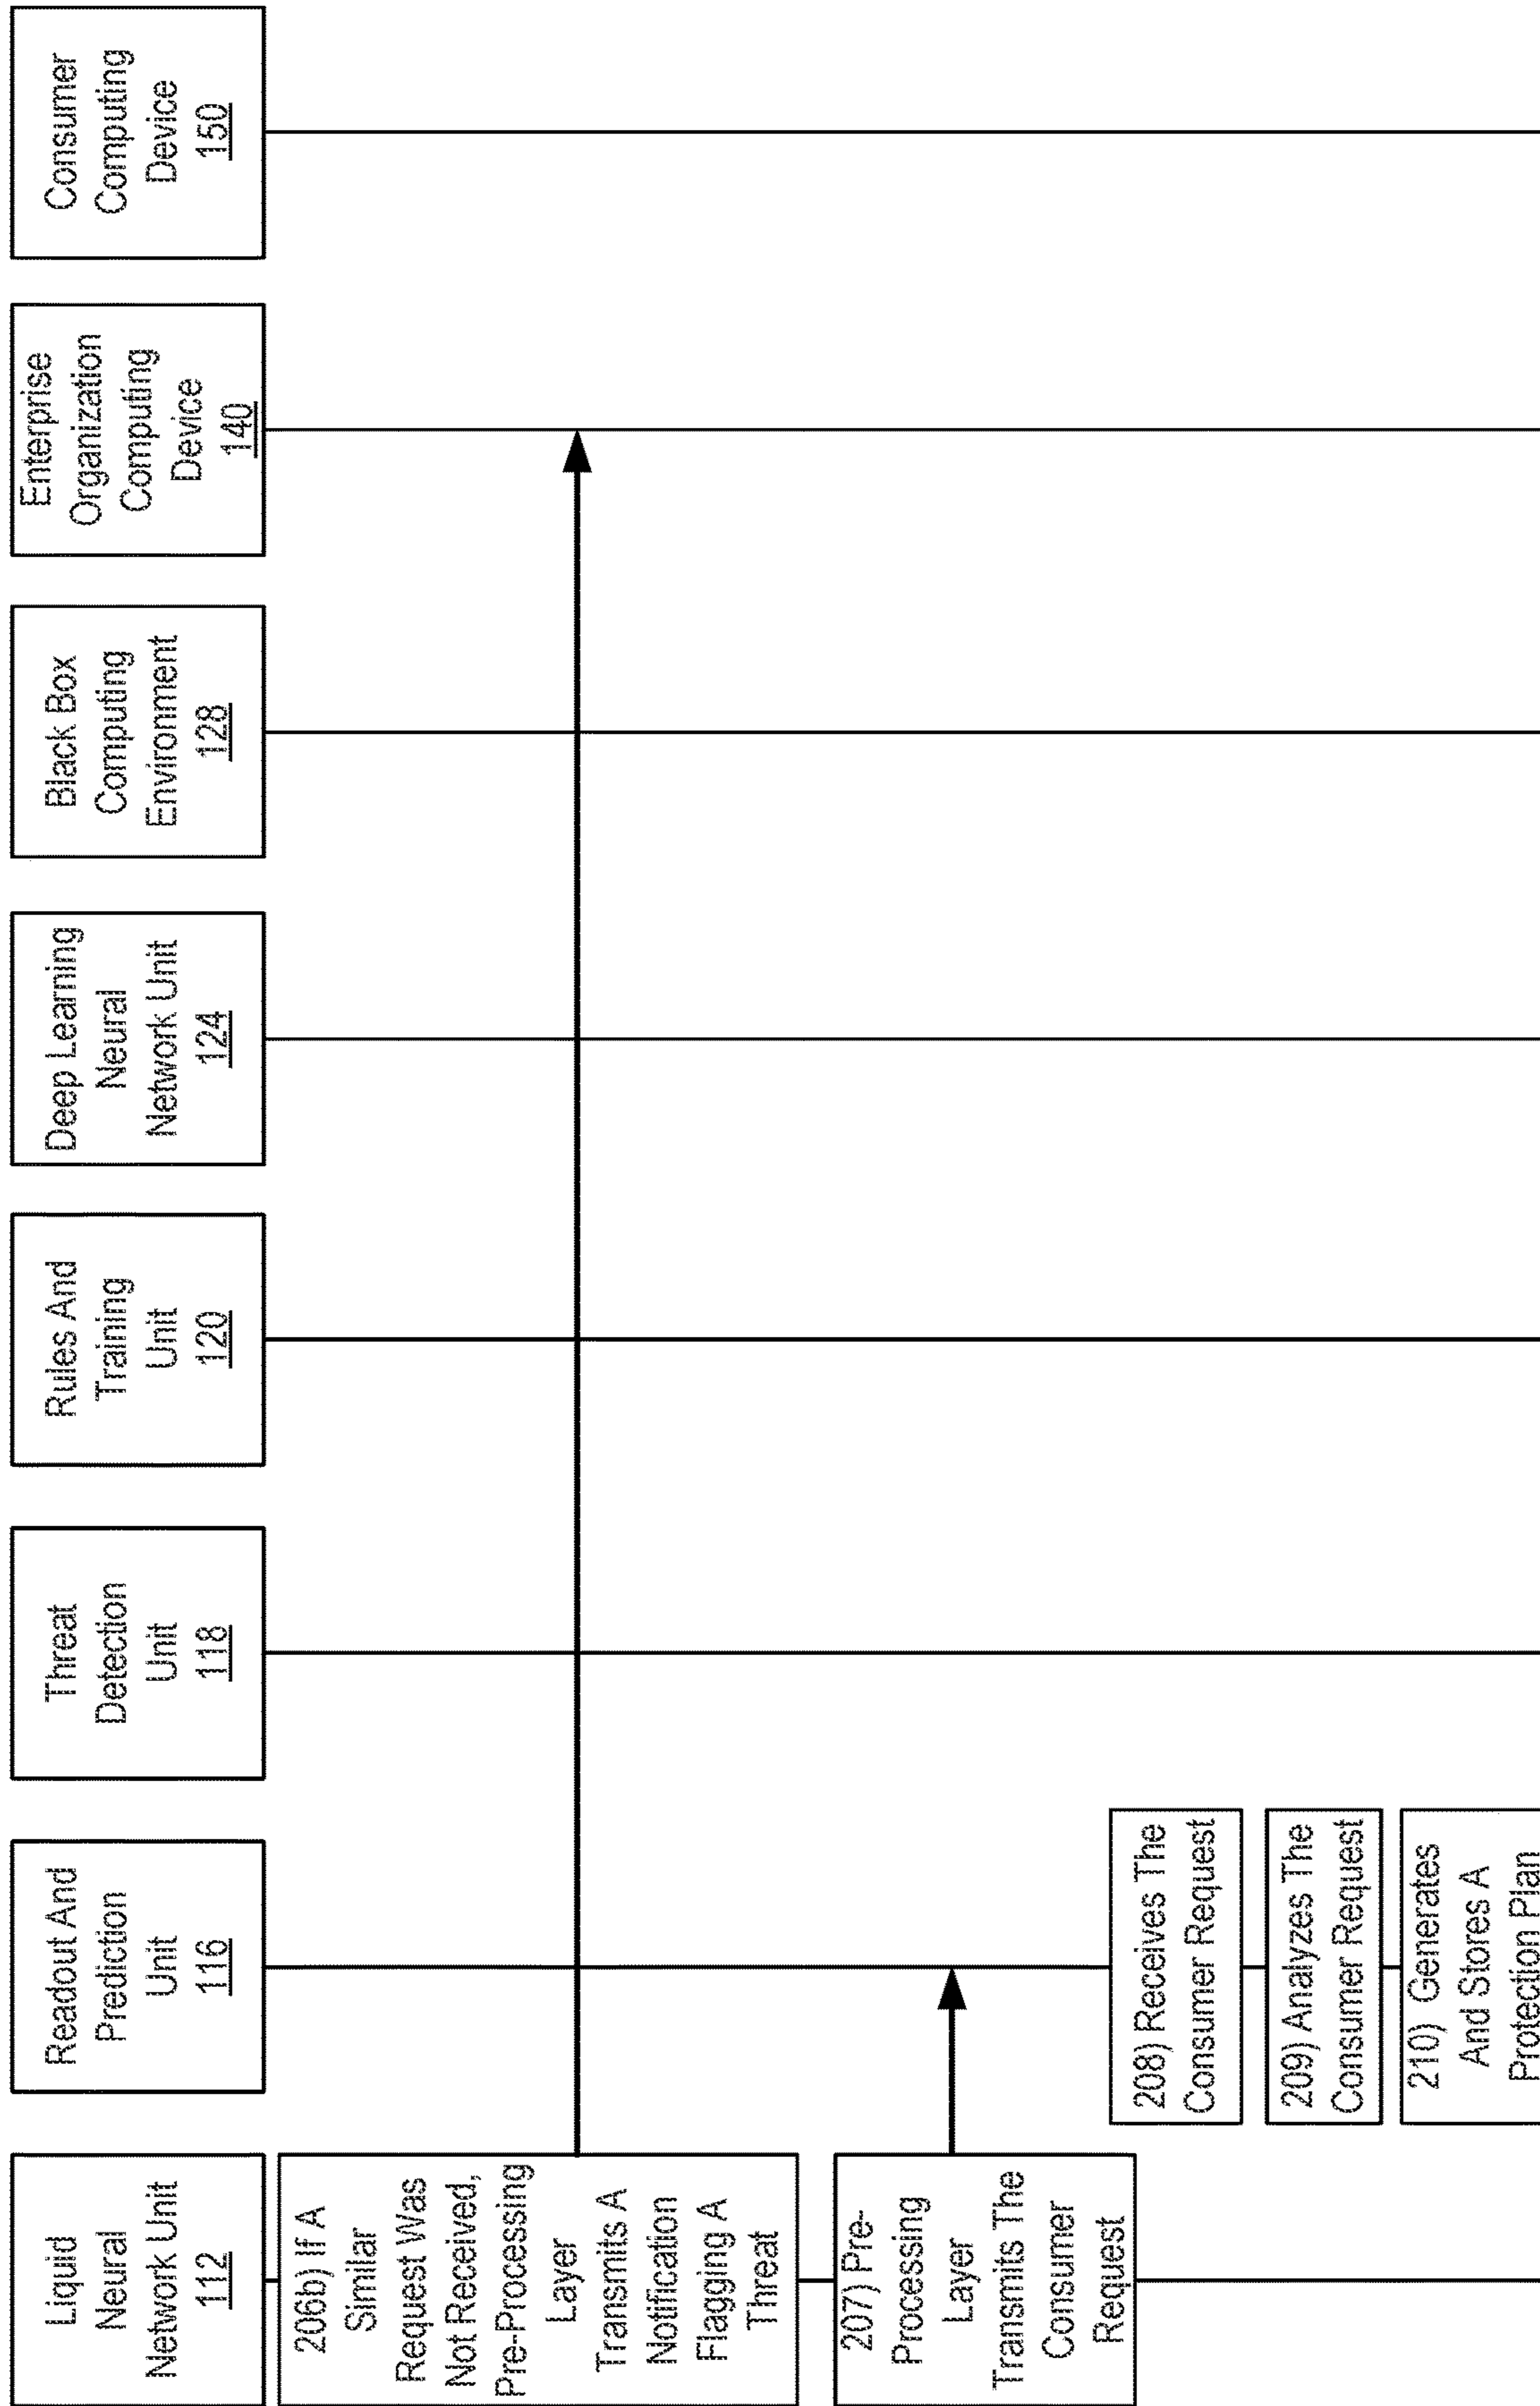 Liquid
Neural
Network Unit
112
Readout And
Prediction
Unit
116
Threat
Detection
Unit
118
Rules And
Training
Unit
120
Deep Learning
Neural
Network Unit
124
Black Box
Computing
Environment
128
Enterprise
Organization
Computing
Device
140
Consumer
Computing
Device
150
206b) If A
Similar
Request Was
Not Received,
Pre-Processing
Layer
Transmits A
Notification
Flagging A
Threat
207) Pre-
Processing
Layer
Transmits The
Consumer
Request
208) Receives The
Consumer Request
209) Analyzes The
Consumer Request
210) Generates
And Stores A
Protection Plan